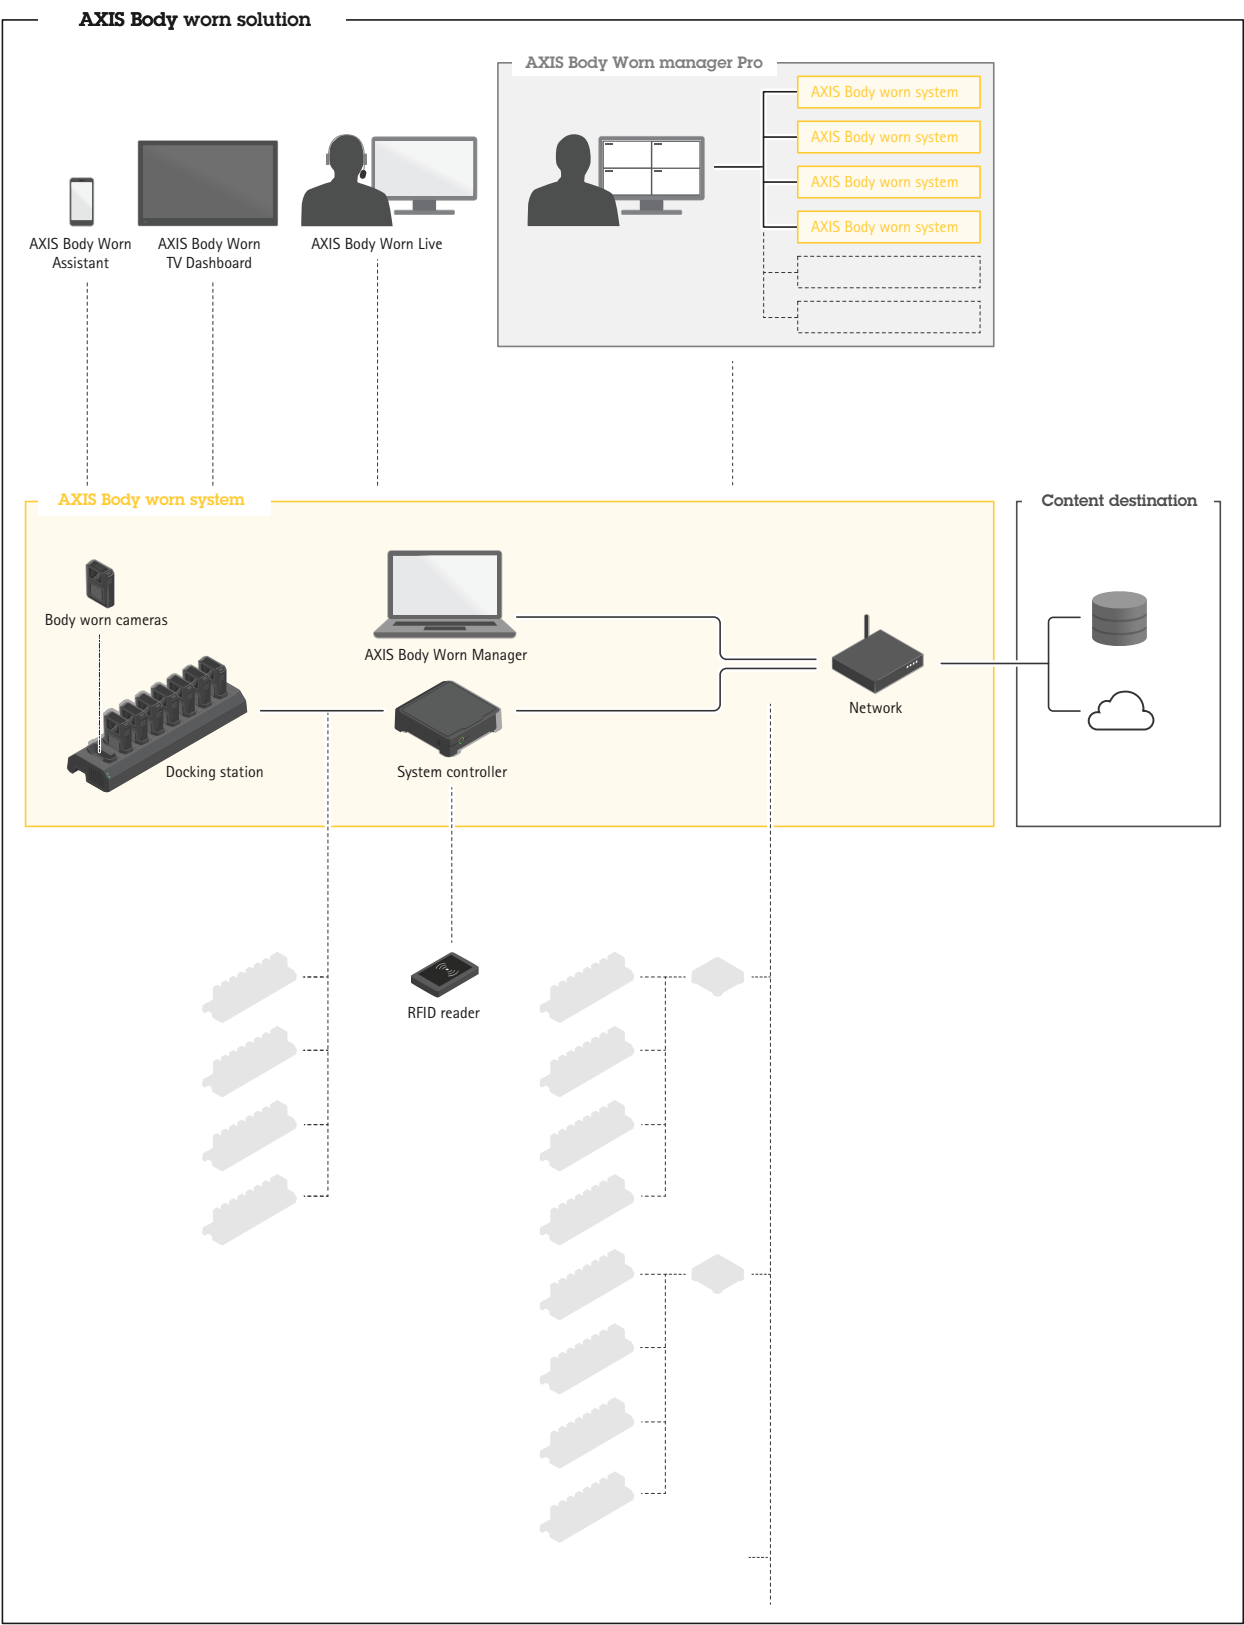 AXIS Body worn solution
AXIS Body Worn manager Pro
AXIS Body worn system
AXIS Body worn system
AXIS Body worn system
AXIS Body worn system
AXIS Body Worn
Assistant
AXIS Body Worn
TV Dashboard
AXIS Body Worn Live
AXIS Body worn system
Content destination
Body worn cameras
AXIS Body Worn Manager
Network
Docking station
System controller
RFID reader